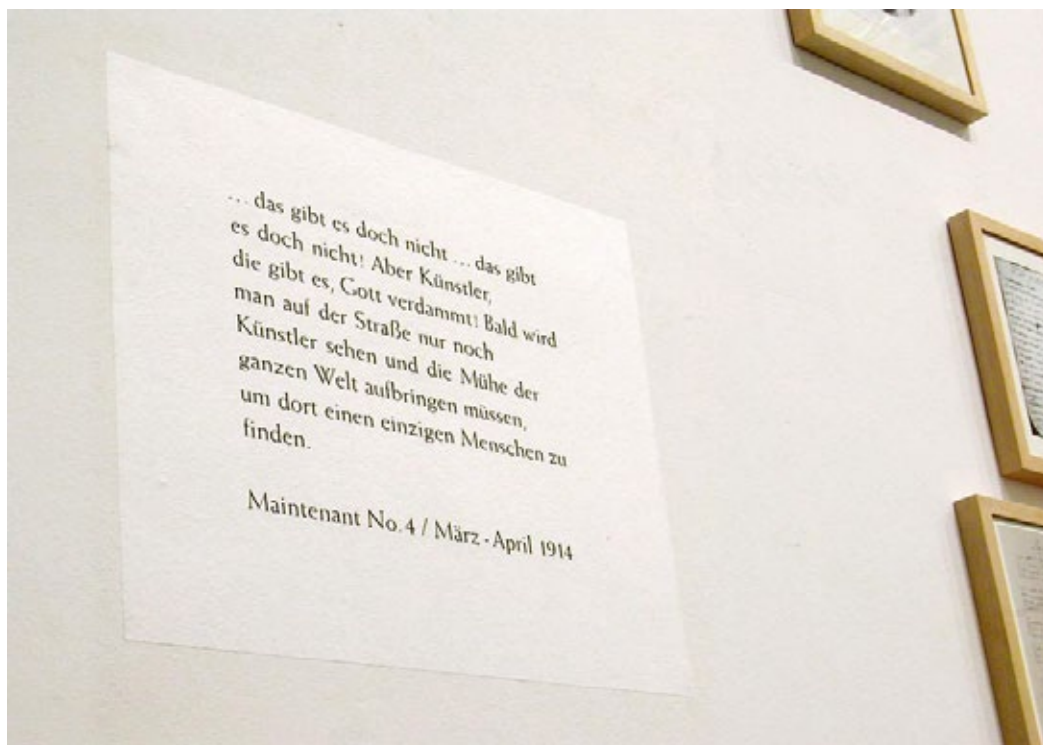 ... das gibt es doch nicht ... das gibt
es doch nicht! Aber Künstler,
die gibt es, Gott verdammt! Bald wird
man auf der Straße nur noch
Künstler sehen und die Mühe der
ganzen Welt aufbringen müssen,
um dort einen einzigen Menschen zu
finden.
Maintenant No. 4 / März - April 1914